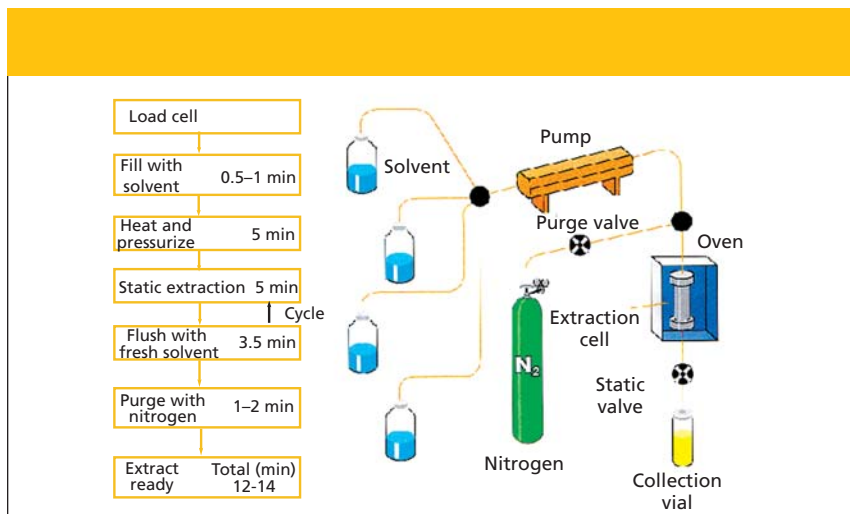 Load cell
Fill with
solvent 0.5–1 min
Heat and
pressurize 5 min
Static extraction 5 min
Cycle
Flush with
fresh solvent 3.5 min
Purge with
nitrogen 1–2 min
Extract Total (min)
ready 12-14
Solvent
Pump
Purge valve
Oven
Extraction
cell
N₂
Static
valve
Nitrogen
Collection
vial